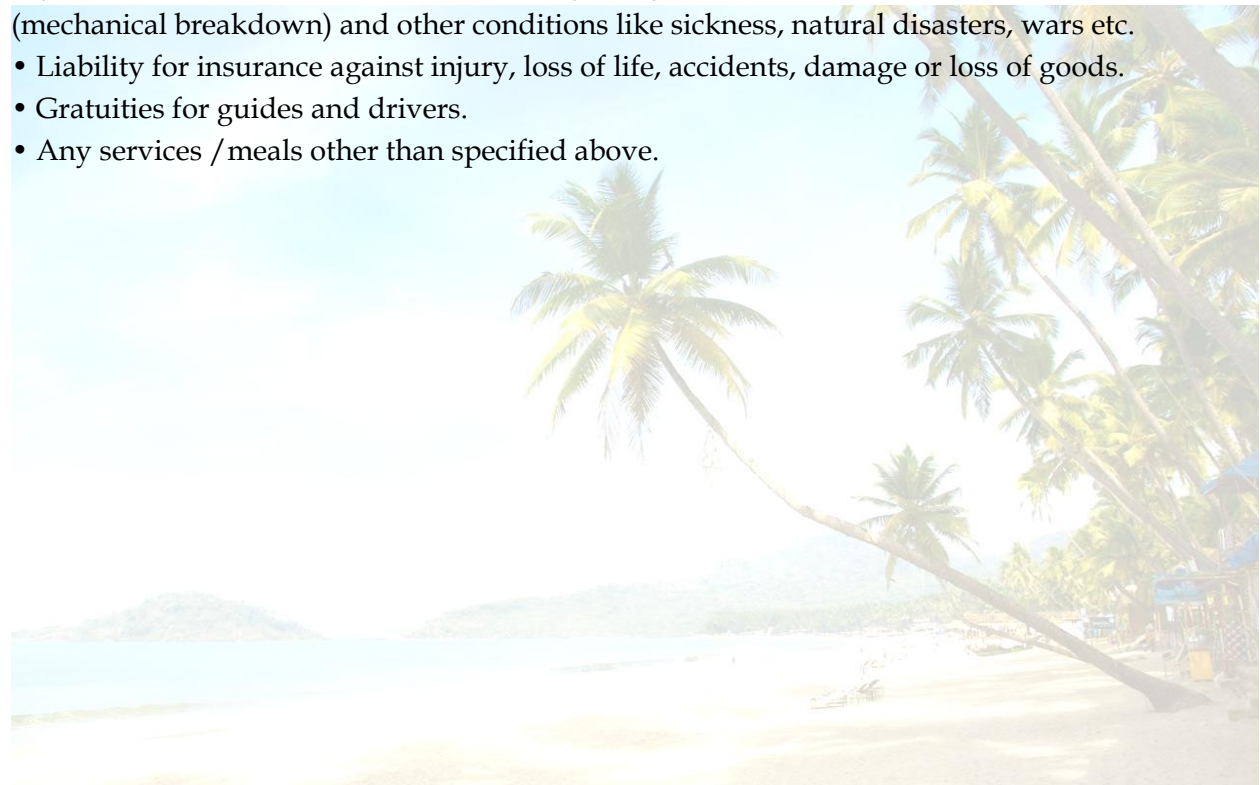 (mechanical breakdown) and other conditions like sickness, natural disasters, wars etc.
• Liability for insurance against injury, loss of life, accidents, damage or loss of goods.
• Gratuities for guides and drivers.
• Any services /meals other than specified above.